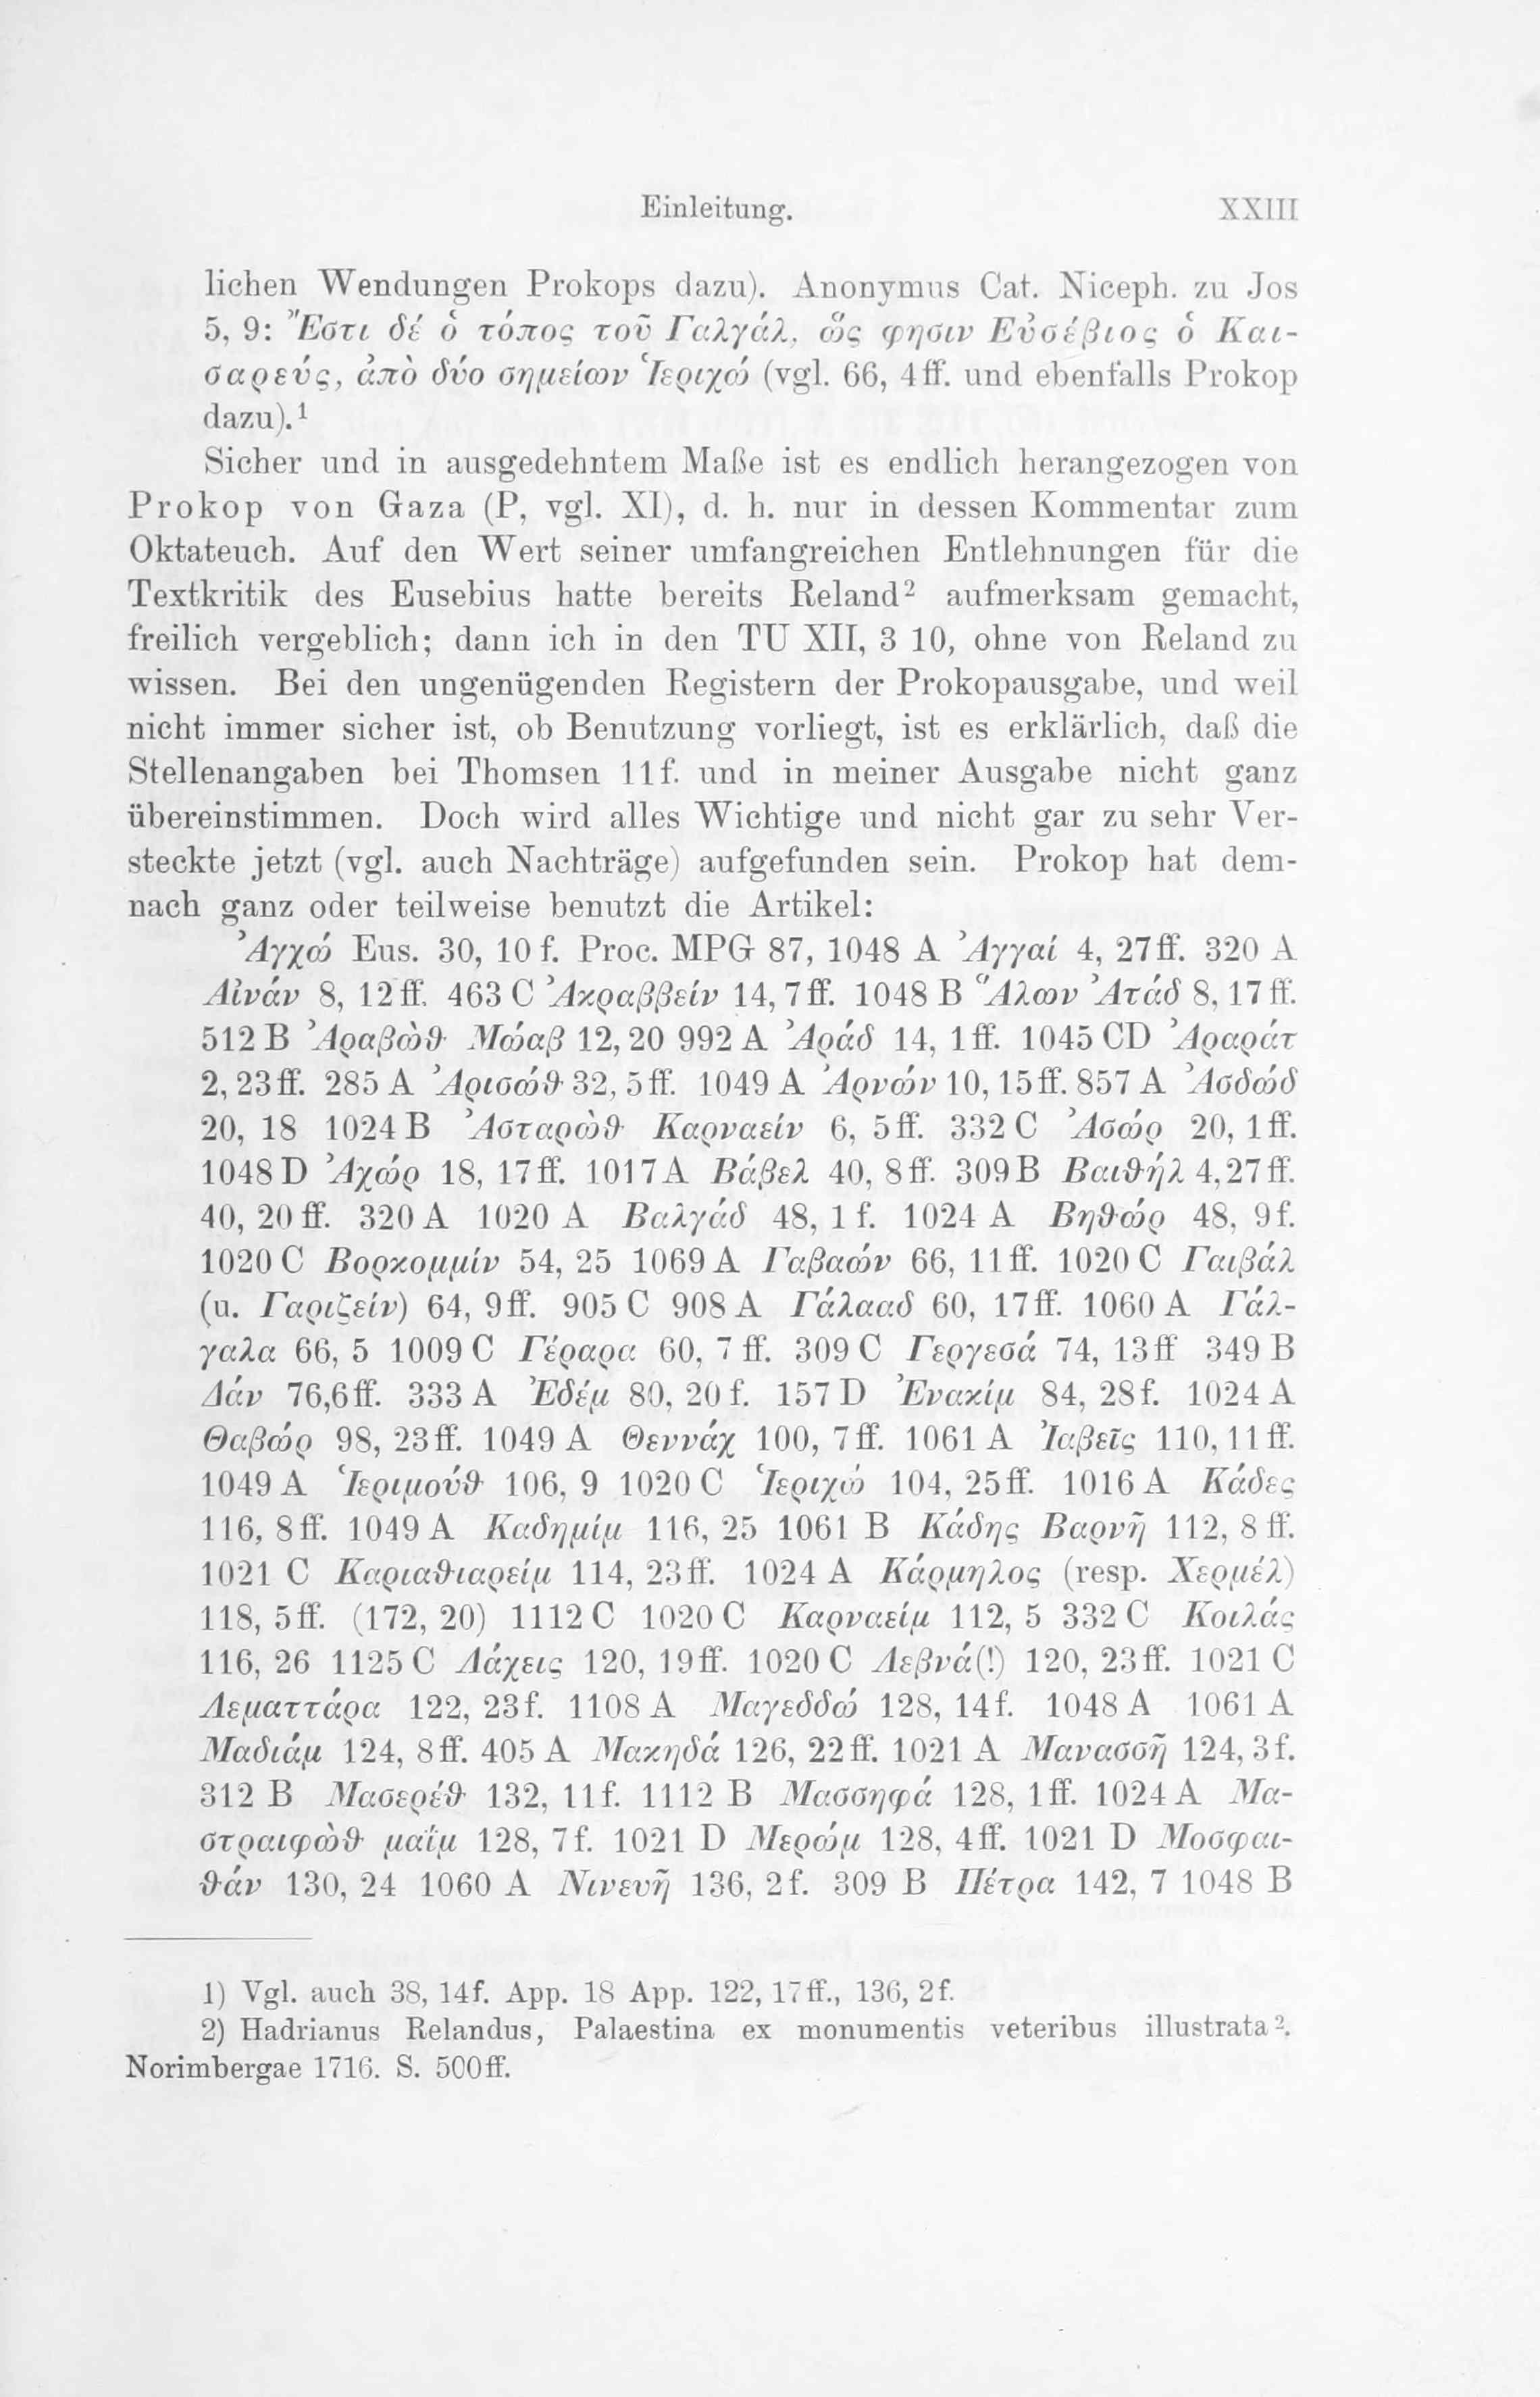 Einleitung. XXIII
lichen Wendungen Prokops dazu). Anonymus Cat. Niceph. zu Jos
5, 9: Ἔστι δέ ὁ τόπος τοῦ Γαλγάλ, ὥς φησιν Εὐσέβιος ὁ Και-
σαρεύς, ἀπὸ δύο σημείων Ἱεριχώ (vgl. 66, 4ff. und ebenfalls Prokop
dazu).¹
Sicher und in ausgedehntem Maße ist es endlich herangezogen von
Prokop von Gaza (P, vgl. XI), d. h. nur in dessen Kommentar zum
Oktateuch. Auf den Wert seiner umfangreichen Entlehnungen für die
Textkritik des Eusebius hatte bereits Reland² aufmerksam gemacht,
freilich vergeblich; dann ich in den TU XII, 3 10, ohne von Reland zu
wissen. Bei den ungenügenden Registern der Prokopausgabe, und weil
nicht immer sicher ist, ob Benutzung vorliegt, ist es erklärlich, daß die
Stellenangaben bei Thomsen 11f. und in meiner Ausgabe nicht ganz
übereinstimmen. Doch wird alles Wichtige und nicht gar zu sehr Ver-
steckte jetzt (vgl. auch Nachträge) aufgefunden sein. Prokop hat dem-
nach ganz oder teilweise benutzt die Artikel:
Ἀγχώ Eus. 30, 10f. Proc. MPG 87, 1048 A Ἀγγαί 4, 27ff. 320 A
Αἰνάν 8, 12ff. 463 C Ἀκραββείν 14, 7ff. 1048 B Ἅλων Ἀτάδ 8, 17ff.
512 B Ἀραβὼθ Μώαβ 12, 20 992 A Ἀράδ 14, 1ff. 1045 CD Ἀραράτ
2, 23ff. 285 A Ἀρισώθ 32, 5ff. 1049 A Ἀρνών 10, 15ff. 857 A Ἀσδώδ
20, 18 1024 B Ἀσταρὼθ Καρναείν 6, 5ff. 332 C Ἀσώρ 20, 1ff.
1048 D Ἀχώρ 18, 17ff. 1017 A Βάβελ 40, 8ff. 309 B Βαιθήλ 4, 27ff.
40, 20ff. 320 A 1020 A Βαλγάδ 48, 1f. 1024 A Βηθώρ 48, 9f.
1020 C Βορκομμίν 54, 25 1069 A Γαβαών 66, 11ff. 1020 C Γαιβάλ
(u. Γαριζείν) 64, 9ff. 905 C 908 A Γάλααδ 60, 17ff. 1060 A Γάλ-
γαλα 66, 5 1009 C Γέραρα 60, 7ff. 309 C Γεργεσά 74, 13ff 349 B
Δάν 76, 6ff. 333 A Ἐδέμ 80, 20f. 157 D Ἐνακίμ 84, 28f. 1024 A
Θαβώρ 98, 23ff. 1049 A Θεννάχ 100, 7ff. 1061 A Ἰαβεῖς 110, 11ff.
1049 A Ἱεριμούθ 106, 9 1020 C Ἱεριχώ 104, 25ff. 1016 A Κάδες
116, 8ff. 1049 A Καδημίμ 116, 25 1061 B Κάδης Βαρνῆ 112, 8ff.
1021 C Καριαθιαρείμ 114, 23ff. 1024 A Κάρμηλος (resp. Χερμέλ)
118, 5ff. (172, 20) 1112 C 1020 C Καρναείμ 112, 5 332 C Κοιλάς
116, 26 1125 C Λάχεις 120, 19ff. 1020 C Λεβνά(!) 120, 23ff. 1021 C
Λεματτάρα 122, 23f. 1108 A Μαγεδδώ 128, 14f. 1048 A 1061 A
Μαδιάμ 124, 8ff. 405 A Μακηδά 126, 22ff. 1021 A Μανασσῆ 124, 3f.
312 B Μασερέθ 132, 11f. 1112 B Μασσηφά 128, 1ff. 1024 A Μα-
στραιφὼθ μαΐμ 128, 7f. 1021 D Μερώμ 128, 4ff. 1021 D Μοσφαι-
θάν 130, 24 1060 A Νινευῆ 136, 2f. 309 B Πέτρα 142, 7 1048 B
1) Vgl. auch 38, 14f. App. 18 App. 122, 17ff., 136, 2f.
2) Hadrianus Relandus, Palaestina ex monumentis veteribus illustrata².
Norimbergae 1716. S. 500ff.